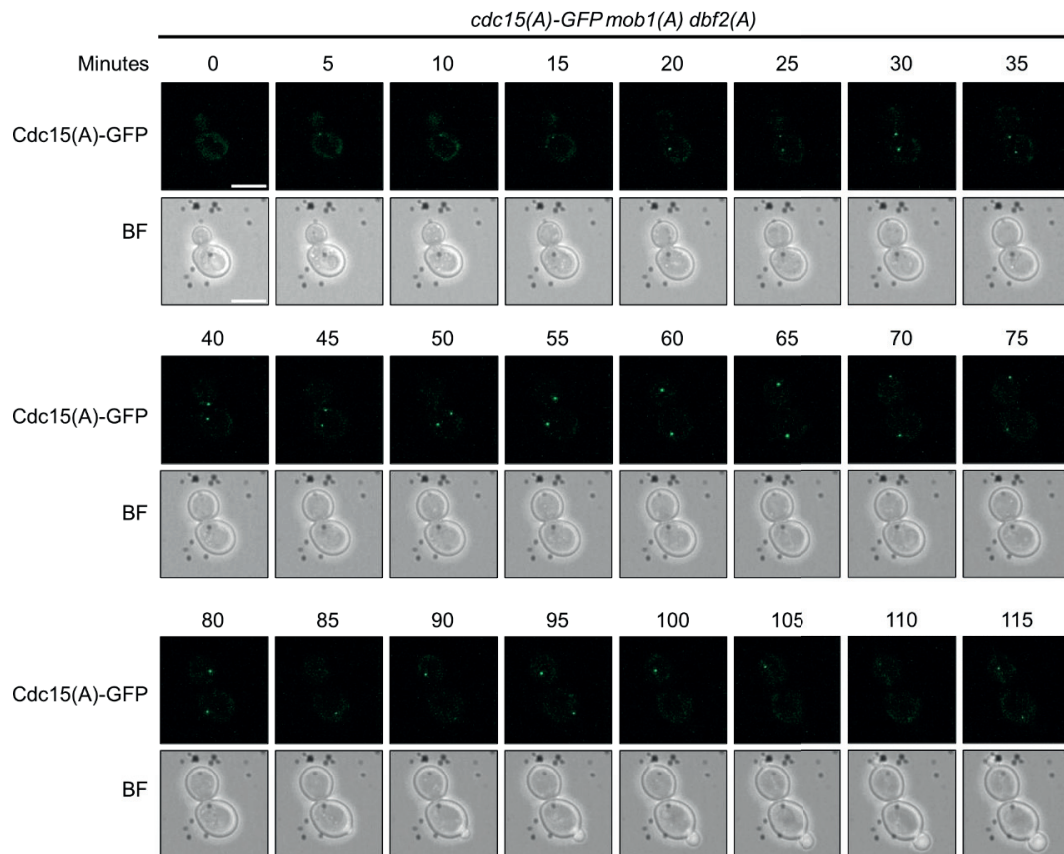 cdc15(A)-GFP mob1(A) dbf2(A)
Minutes 0 5 10 15 20 25 30 35
Cdc15(A)-GFP
BF
40 45 50 55 60 65 70 75
Cdc15(A)-GFP
BF
80 85 90 95 100 105 110 115
Cdc15(A)-GFP
BF